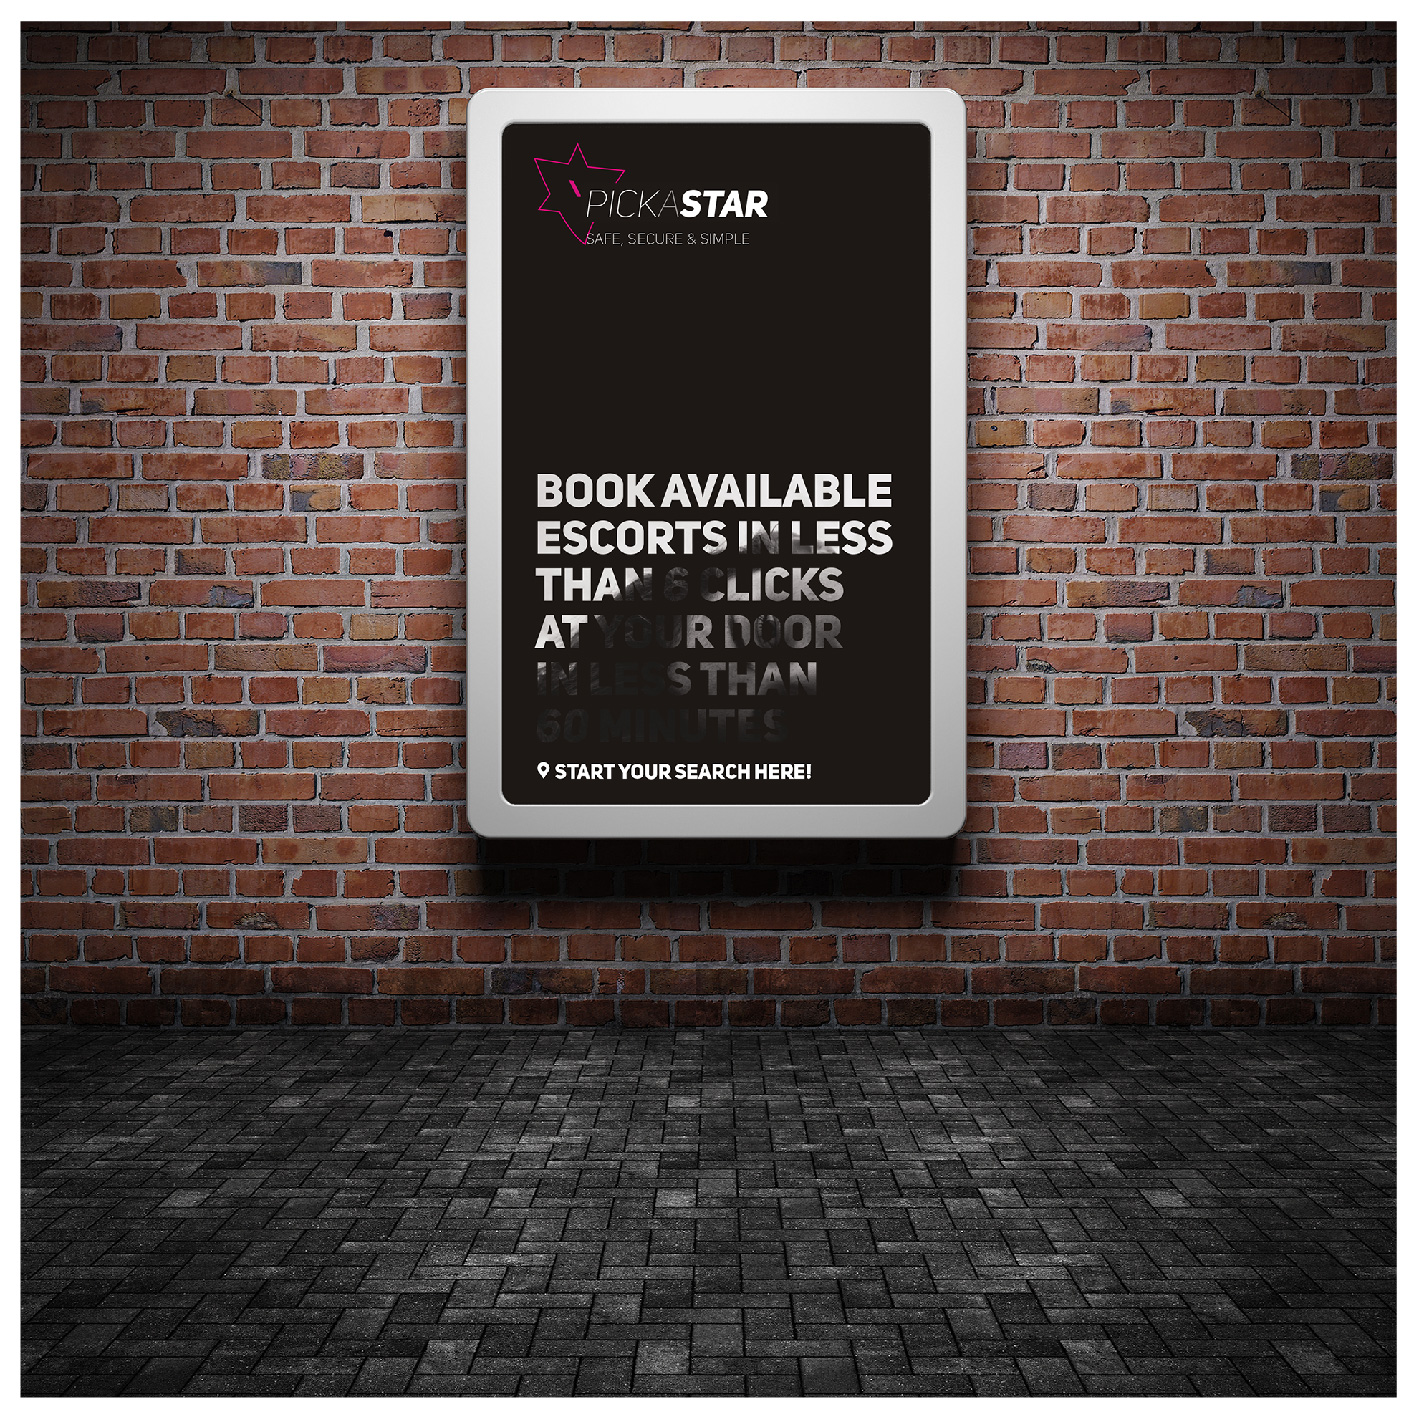 PICKASTAR
SAFE, SECURE & SIMPLE
BOOK AVAILABLE
ESCORTS IN LESS
THAN 6 CLICKS
AT YOUR DOOR
IN LESS THAN
60 MINUTES
START YOUR SEARCH HERE!